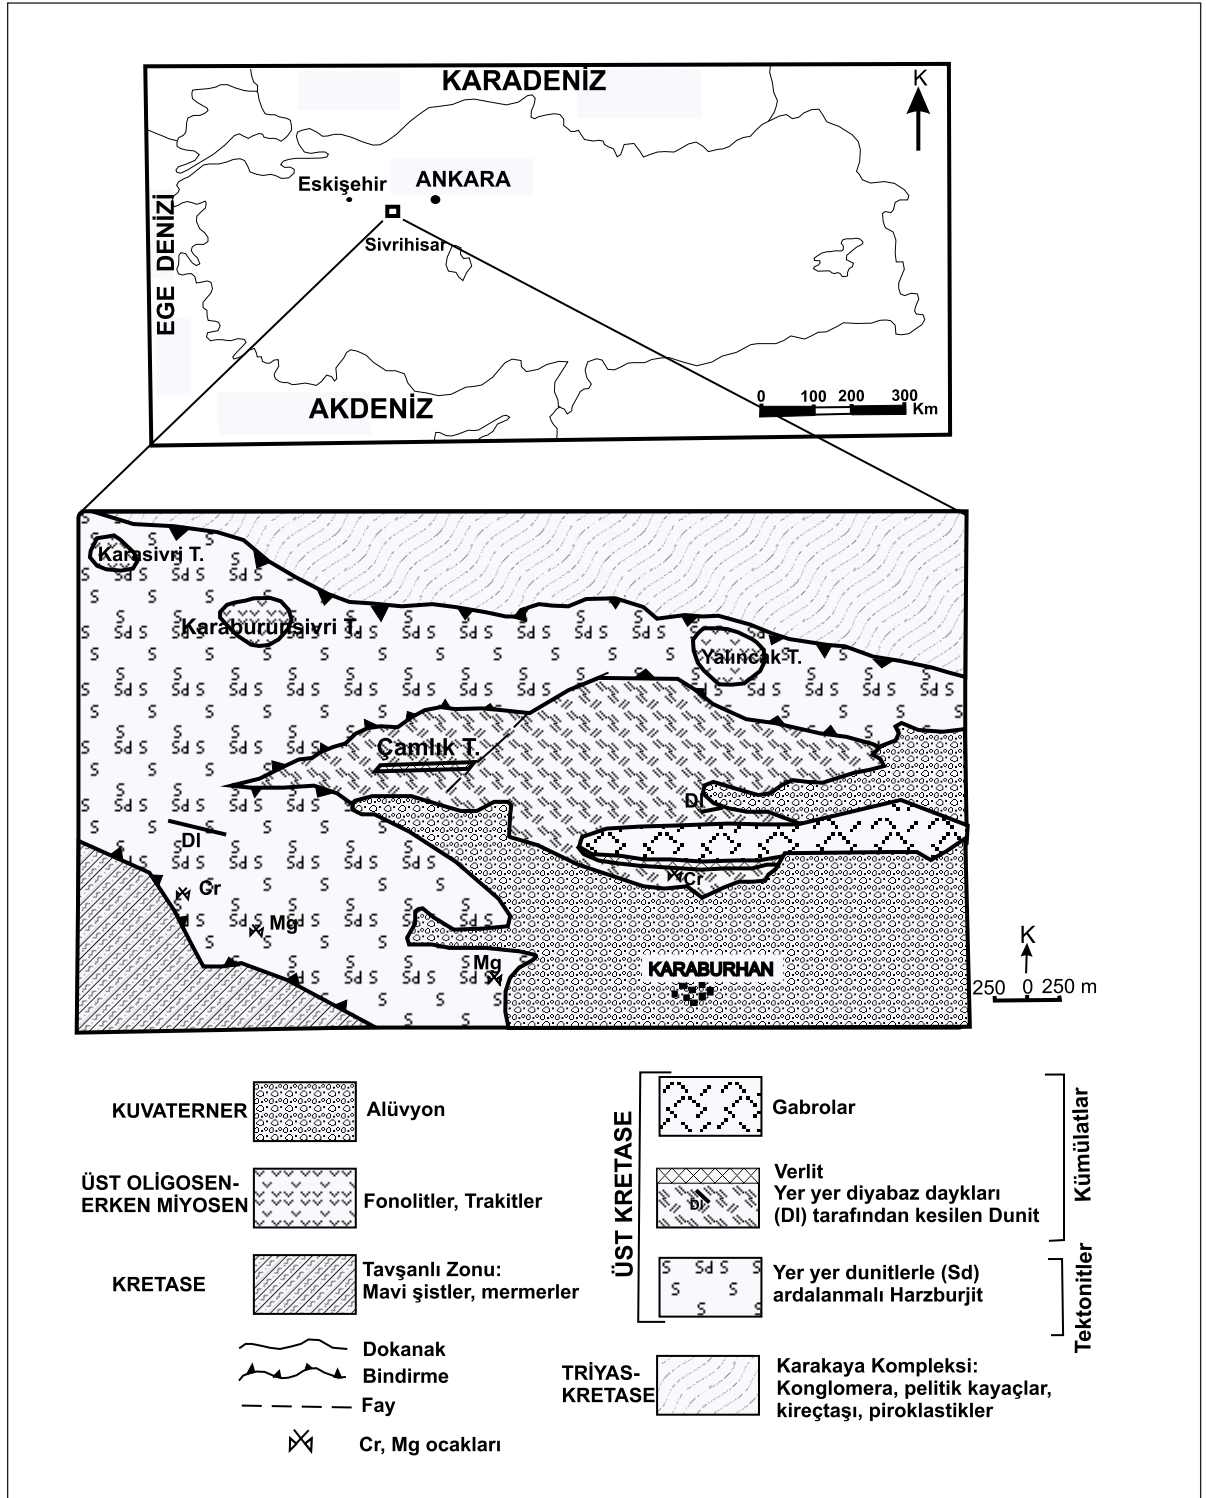 KARADENİZ
K
Eskişehir
ANKARA
Sivrihisar
EGE DENİZİ
AKDENİZ
0 100 200 300 Km
Karasivri T.
Karaburunsivri T.
Yalıncak T.
Çamlık T.
Dl
Dl
Cr
Cr
Mg
Mg
KARABURHAN
K
250 0 250 m
KUVATERNER
Alüvyon
ÜST OLİGOSEN-
ERKEN MİYOSEN
Fonolitler, Trakitler
KRETASE
Tavşanlı Zonu:
Mavi şistler, mermerler
Dokanak
Bindirme
Fay
Cr, Mg ocakları
ÜST KRETASE
Gabrolar
Verlit
Dl
Yer yer diyabaz daykları
(Dl) tarafından kesilen Dunit
Kümülatlar
S Sd S S
S S
S S
Yer yer dunitlerle (Sd)
ardalanmalı Harzburjit
Tektonitler
TRİYAS-
KRETASE
Karakaya Kompleksi:
Konglomera, pelitik kayaçlar,
kireçtaşı, piroklastikler